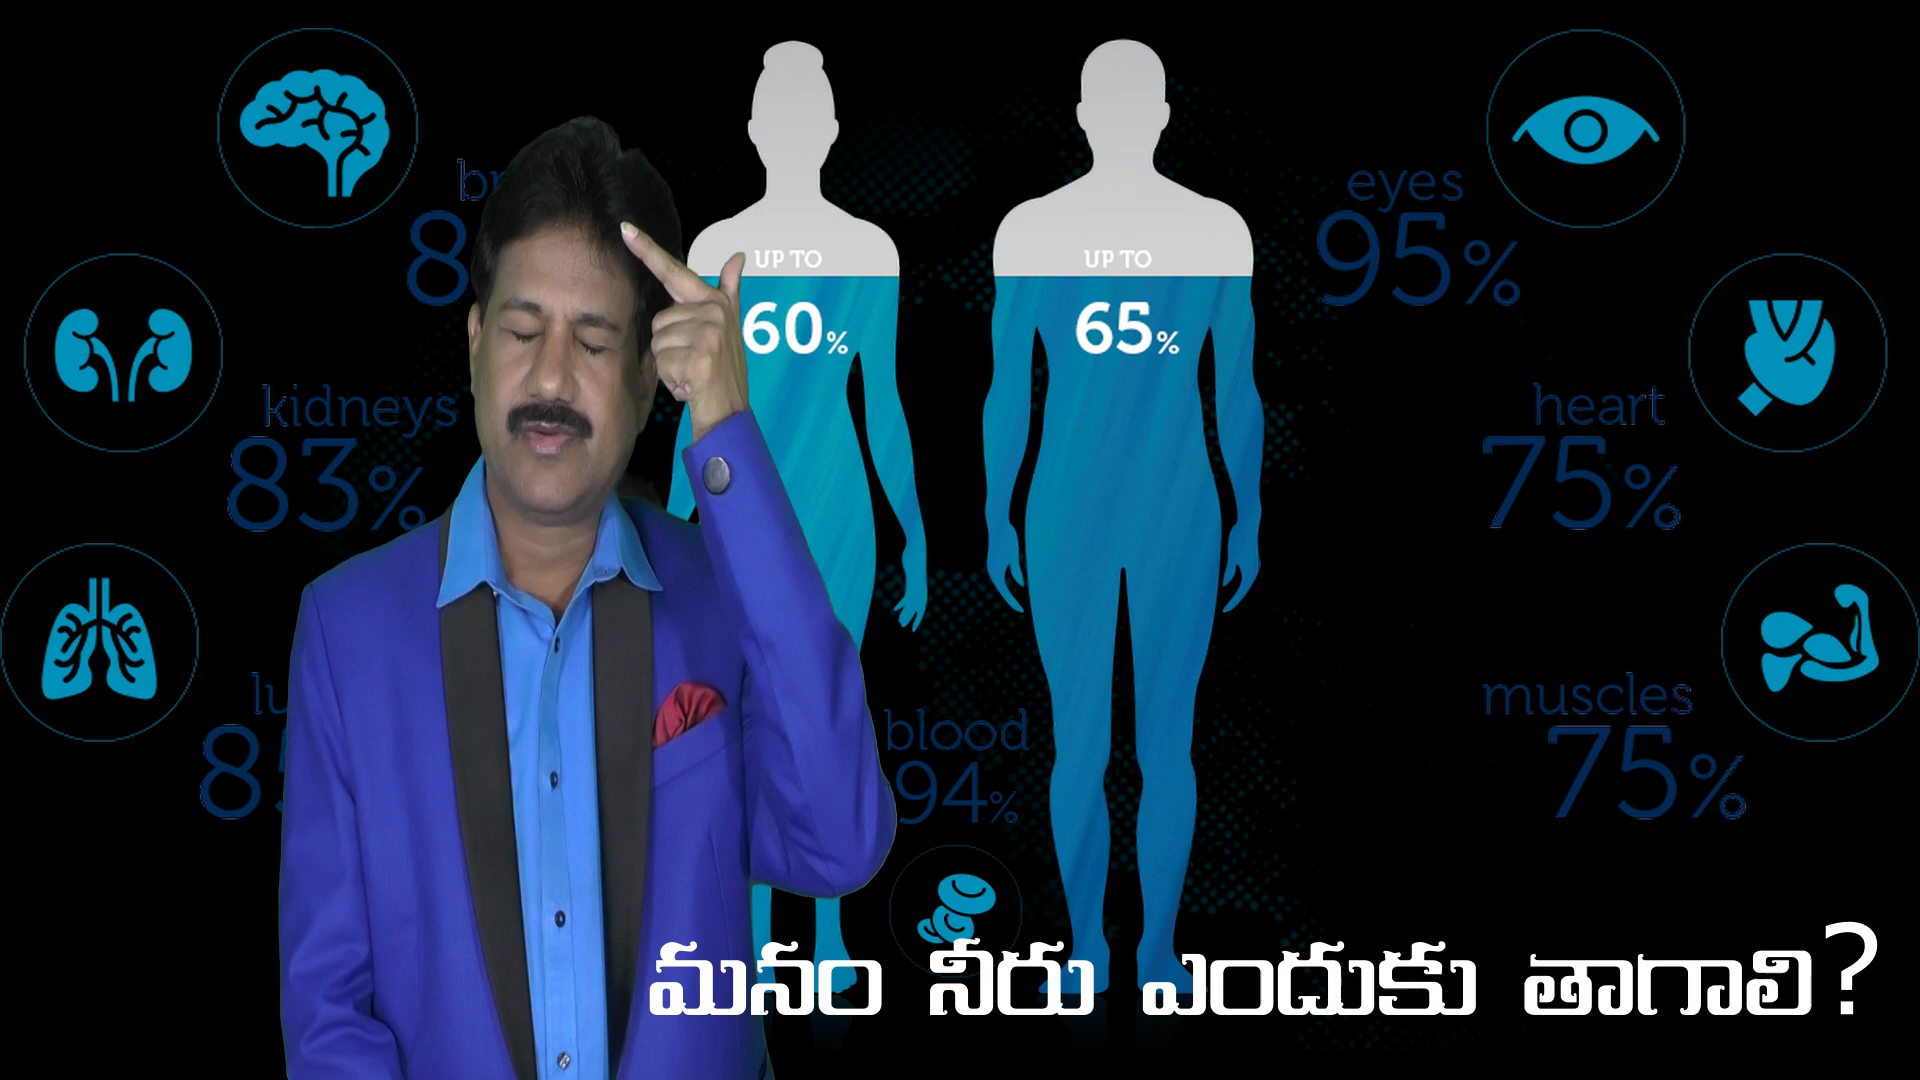 eyes
95%
UP TO
60%
UP TO
65%
kidneys
83%
heart
75%
muscles
75%
blood
94%
మనం నీరు ఎందుకు తాగాలి?